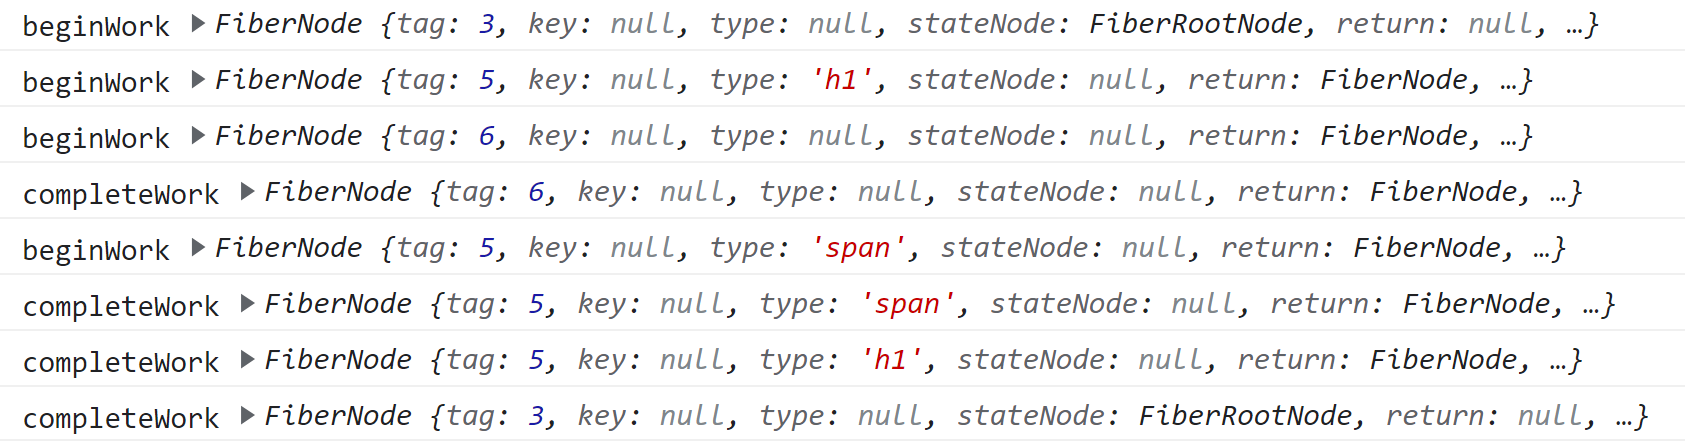 beginWork ▶ FiberNode {tag: 3, key: null, type: null, stateNode: FiberRootNode, return: null, …}
beginWork ▶ FiberNode {tag: 5, key: null, type: 'h1', stateNode: null, return: FiberNode, …}
beginWork ▶ FiberNode {tag: 6, key: null, type: null, stateNode: null, return: FiberNode, …}
completeWork ▶ FiberNode {tag: 6, key: null, type: null, stateNode: null, return: FiberNode, …}
beginWork ▶ FiberNode {tag: 5, key: null, type: 'span', stateNode: null, return: FiberNode, …}
completeWork ▶ FiberNode {tag: 5, key: null, type: 'span', stateNode: null, return: FiberNode, …}
completeWork ▶ FiberNode {tag: 5, key: null, type: 'h1', stateNode: null, return: FiberNode, …}
completeWork ▶ FiberNode {tag: 3, key: null, type: null, stateNode: FiberRootNode, return: null, …}